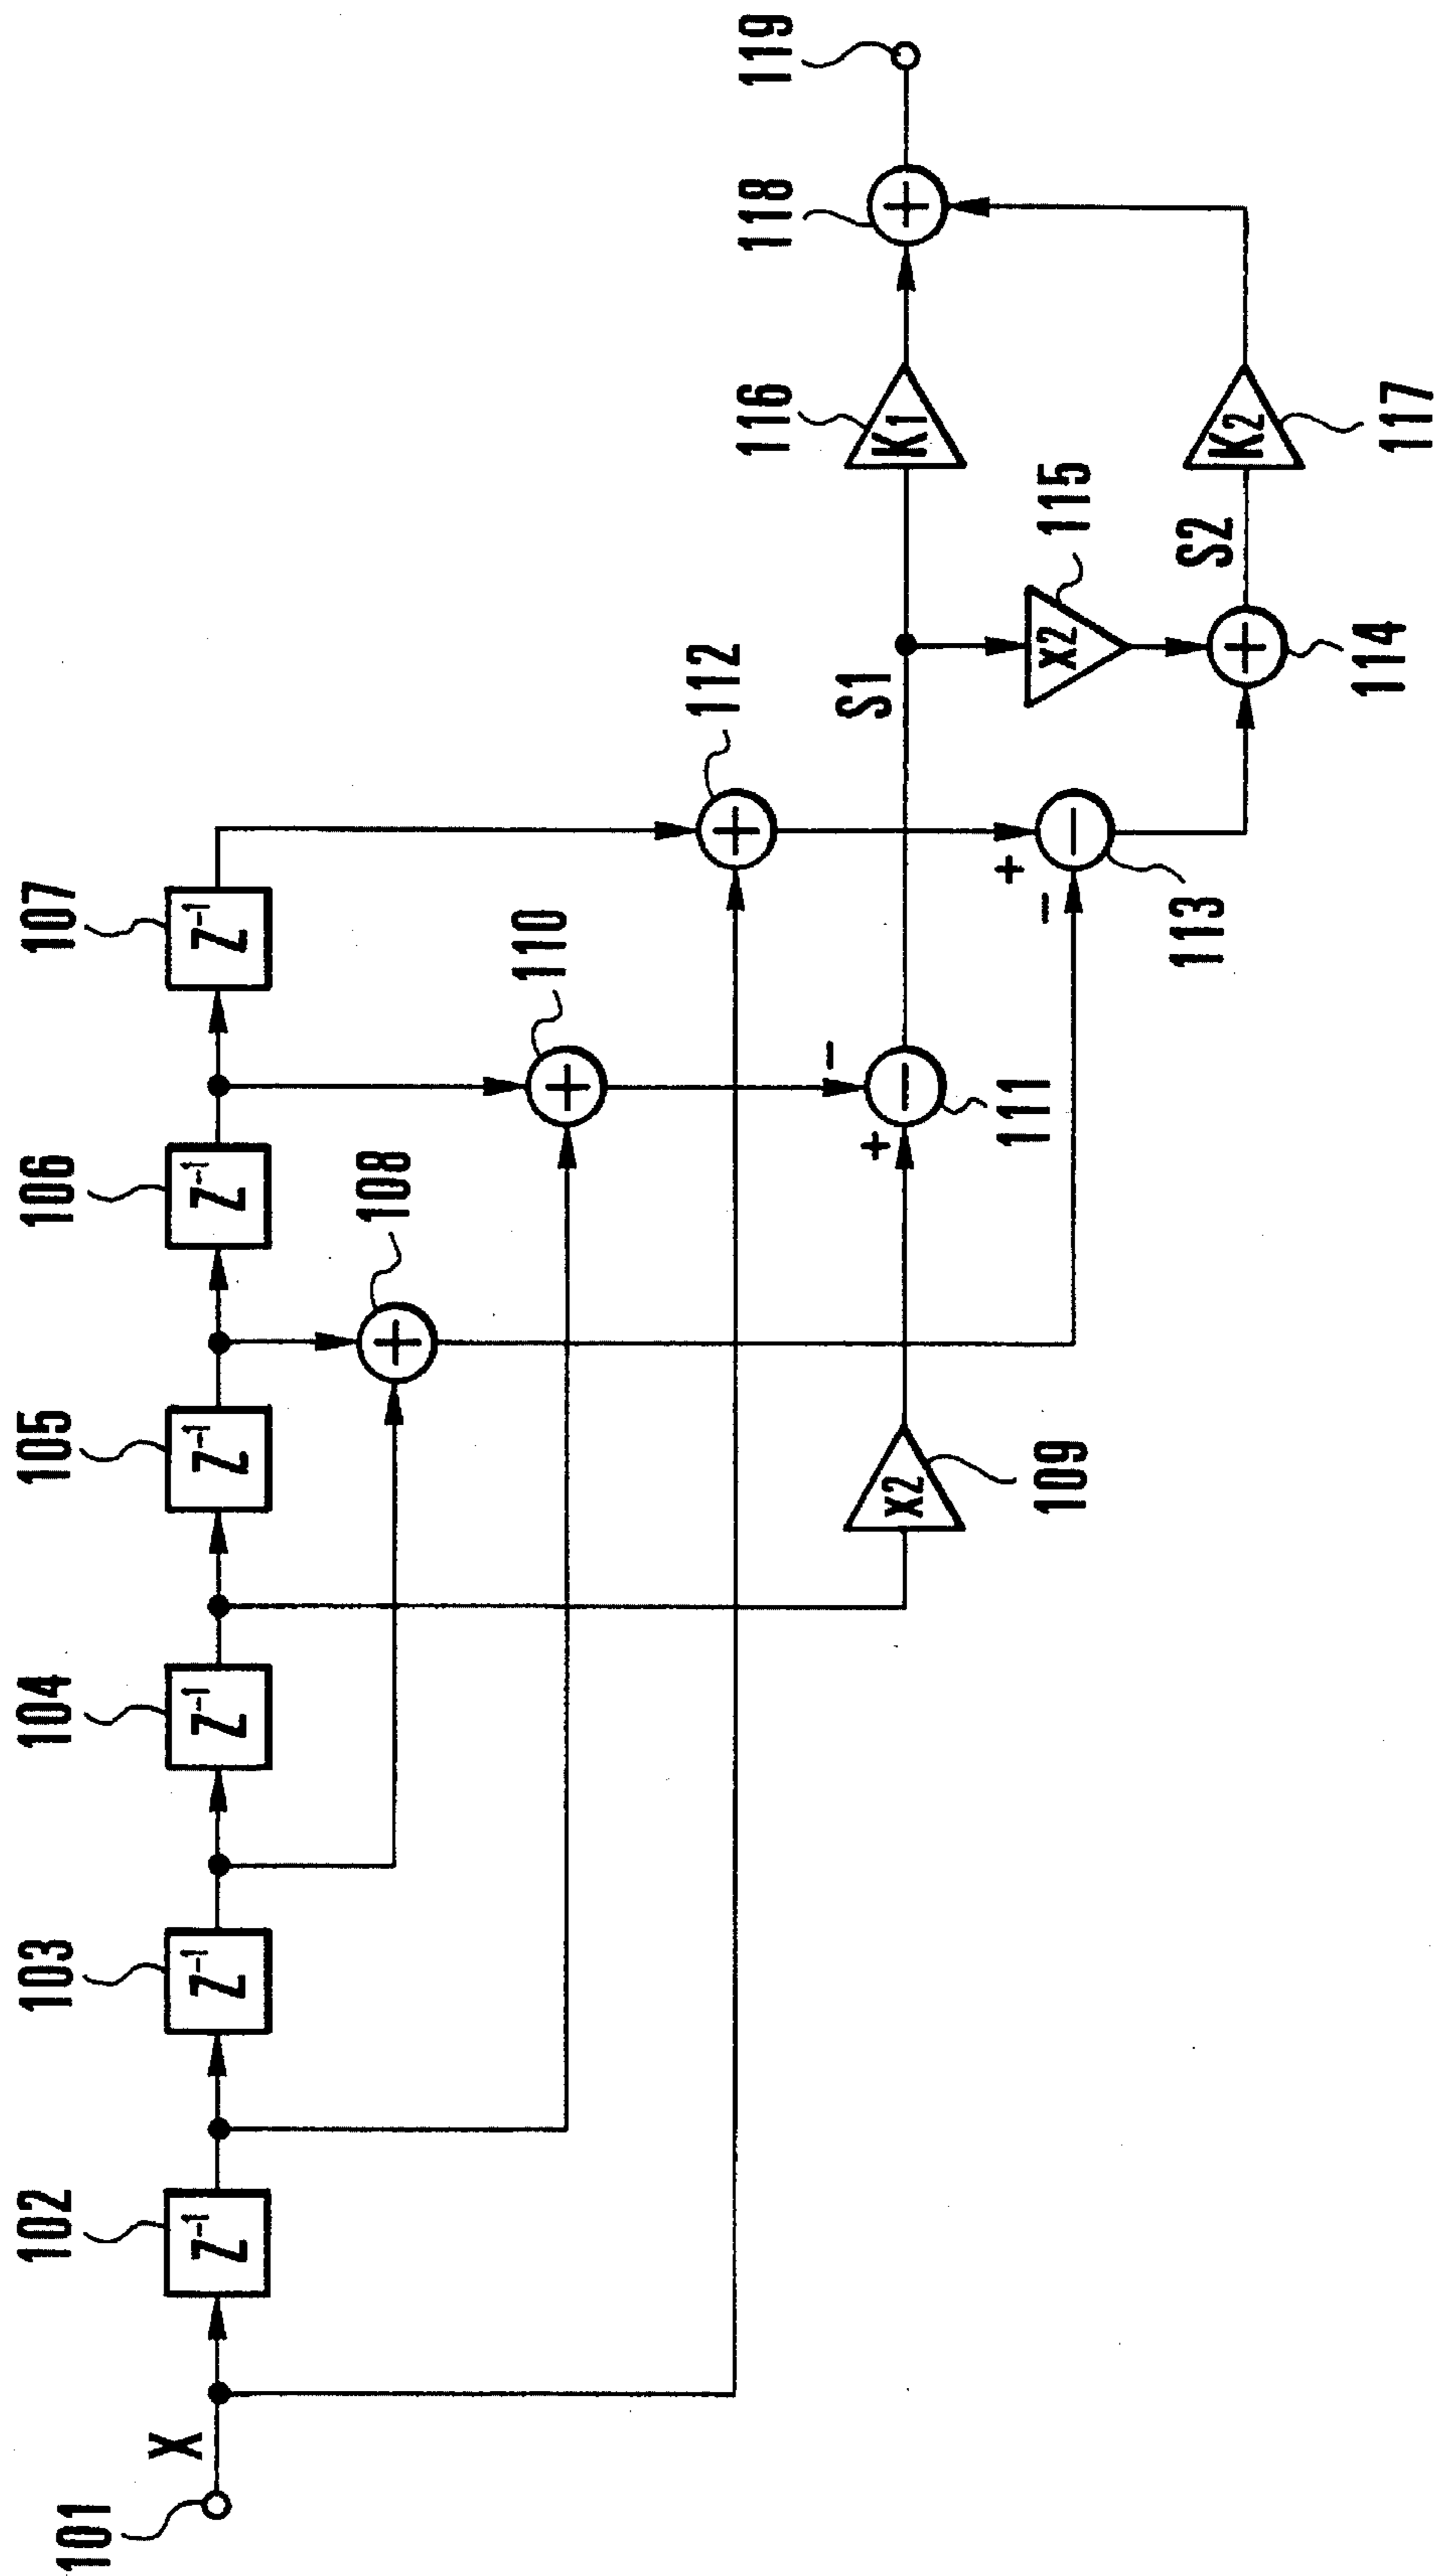 101
X
102
Z⁻¹
103
Z⁻¹
104
Z⁻¹
105
Z⁻¹
106
Z⁻¹
107
Z⁻¹
108
+
110
+
112
+
109
x2
+
-
-
111
S1
+
-
-
113
x2
115
+
114
S2
K1
116
K2
117
+
118
119